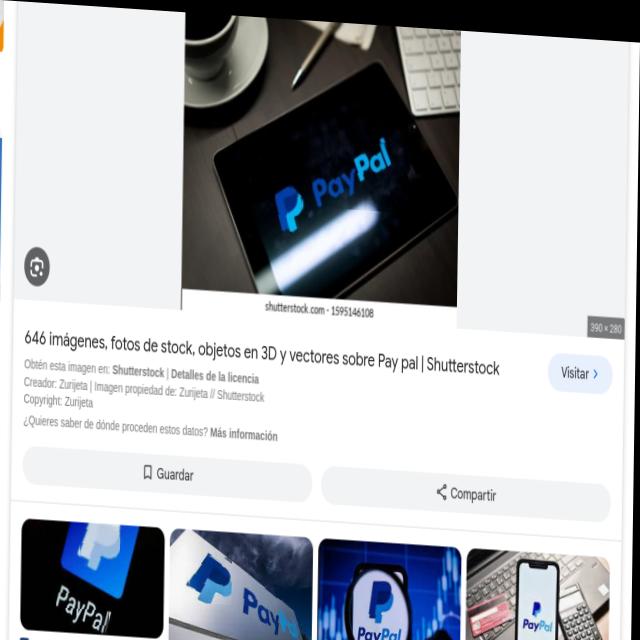 PayPal
shutterstock.com · 1595146108
390 × 280
646 imágenes, fotos de stock, objetos en 3D y vectores sobre Pay pal | Shutterstock
Visitar
Obtén esta imagen en: Shutterstock | Detalles de la licencia
Creador: Zurijeta | Imagen propiedad de: Zurijeta // Shutterstock
Copyright: Zurijeta
¿Quieres saber de dónde proceden estos datos? Más información
Guardar
Compartir
PayPal
PayPal
PayPal
PayPal